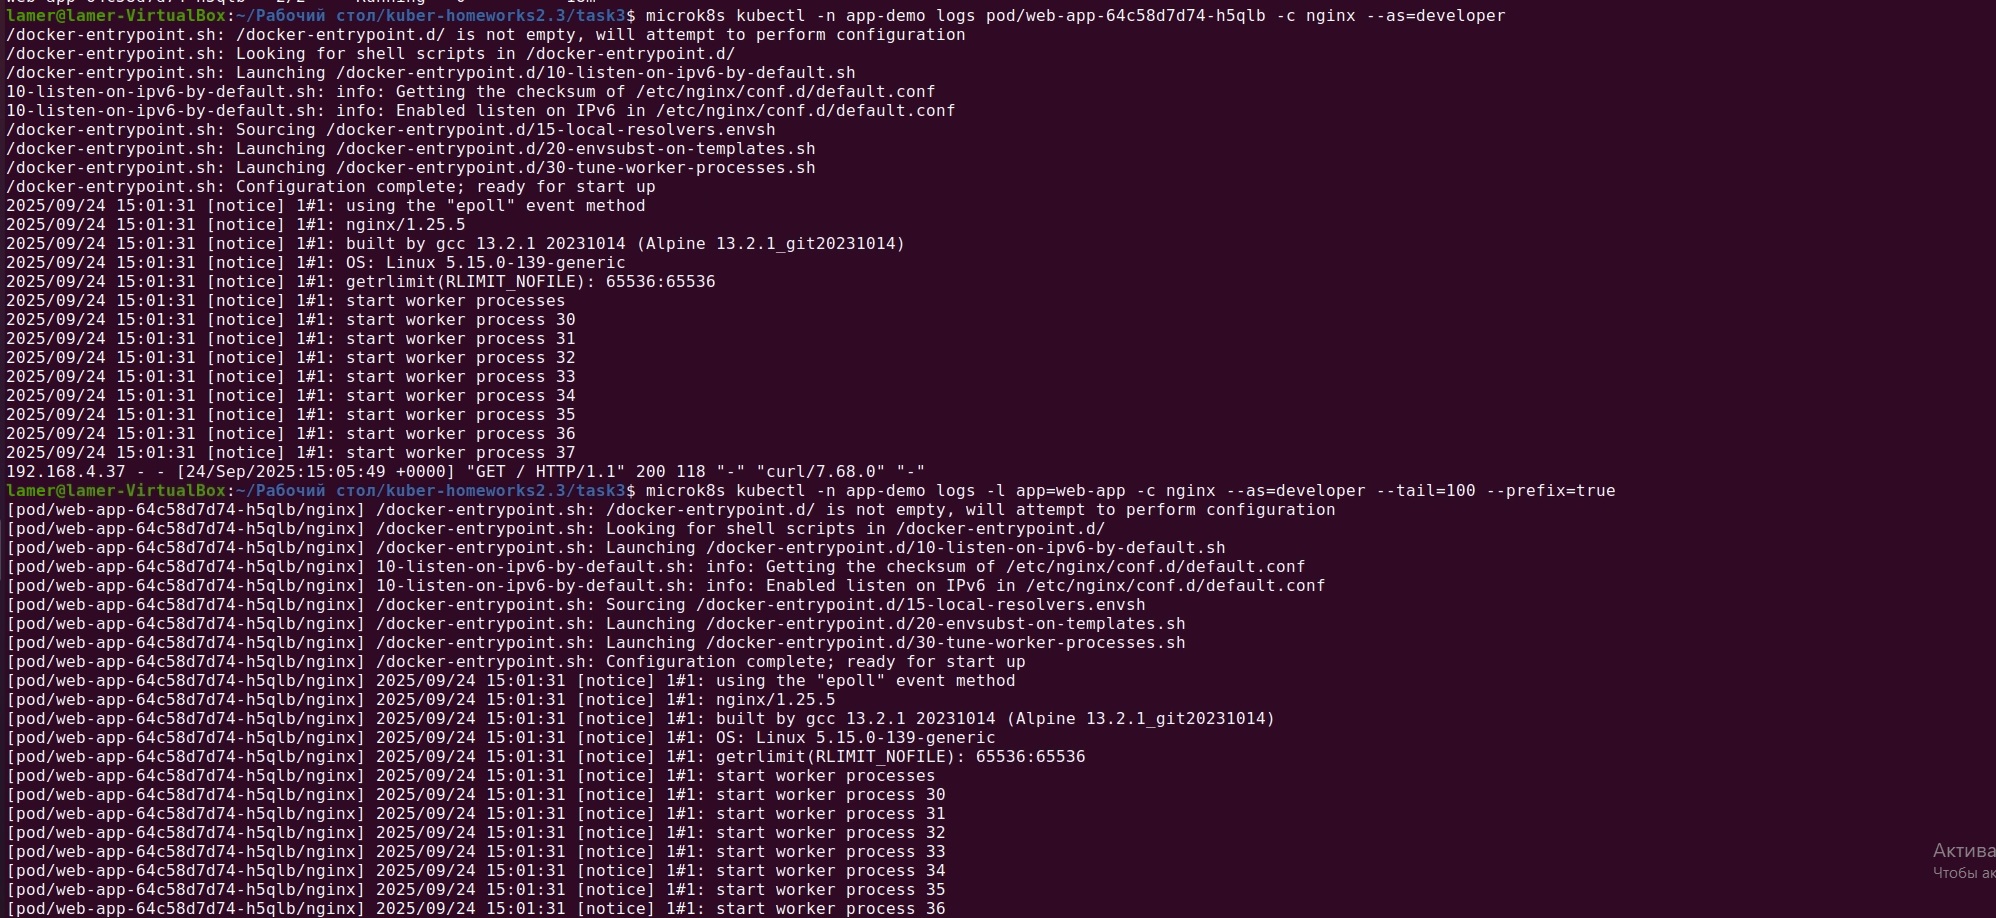 lamer@lamer-VirtualBox:~/Рабочий стол/kuber-homeworks2.3/task3$ microk8s kubectl -n app-demo logs pod/web-app-64c58d7d74-h5qlb -c nginx --as=developer
/docker-entrypoint.sh: /docker-entrypoint.d/ is not empty, will attempt to perform configuration
/docker-entrypoint.sh: Looking for shell scripts in /docker-entrypoint.d/
/docker-entrypoint.sh: Launching /docker-entrypoint.d/10-listen-on-ipv6-by-default.sh
10-listen-on-ipv6-by-default.sh: info: Getting the checksum of /etc/nginx/conf.d/default.conf
10-listen-on-ipv6-by-default.sh: info: Enabled listen on IPv6 in /etc/nginx/conf.d/default.conf
/docker-entrypoint.sh: Sourcing /docker-entrypoint.d/15-local-resolvers.envsh
/docker-entrypoint.sh: Launching /docker-entrypoint.d/20-envsubst-on-templates.sh
/docker-entrypoint.sh: Launching /docker-entrypoint.d/30-tune-worker-processes.sh
/docker-entrypoint.sh: Configuration complete; ready for start up
2025/09/24 15:01:31 [notice] 1#1: using the "epoll" event method
2025/09/24 15:01:31 [notice] 1#1: nginx/1.25.5
2025/09/24 15:01:31 [notice] 1#1: built by gcc 13.2.1 20231014 (Alpine 13.2.1_git20231014)
2025/09/24 15:01:31 [notice] 1#1: OS: Linux 5.15.0-139-generic
2025/09/24 15:01:31 [notice] 1#1: getrlimit(RLIMIT_NOFILE): 65536:65536
2025/09/24 15:01:31 [notice] 1#1: start worker processes
2025/09/24 15:01:31 [notice] 1#1: start worker process 30
2025/09/24 15:01:31 [notice] 1#1: start worker process 31
2025/09/24 15:01:31 [notice] 1#1: start worker process 32
2025/09/24 15:01:31 [notice] 1#1: start worker process 33
2025/09/24 15:01:31 [notice] 1#1: start worker process 34
2025/09/24 15:01:31 [notice] 1#1: start worker process 35
2025/09/24 15:01:31 [notice] 1#1: start worker process 36
2025/09/24 15:01:31 [notice] 1#1: start worker process 37
192.168.4.37 - - [24/Sep/2025:15:05:49 +0000] "GET / HTTP/1.1" 200 118 "-" "curl/7.68.0" "-"
lamer@lamer-VirtualBox:~/Рабочий стол/kuber-homeworks2.3/task3$ microk8s kubectl -n app-demo logs -l app=web-app -c nginx --as=developer --tail=100 --prefix=true
[pod/web-app-64c58d7d74-h5qlb/nginx] /docker-entrypoint.sh: /docker-entrypoint.d/ is not empty, will attempt to perform configuration
[pod/web-app-64c58d7d74-h5qlb/nginx] /docker-entrypoint.sh: Looking for shell scripts in /docker-entrypoint.d/
[pod/web-app-64c58d7d74-h5qlb/nginx] /docker-entrypoint.sh: Launching /docker-entrypoint.d/10-listen-on-ipv6-by-default.sh
[pod/web-app-64c58d7d74-h5qlb/nginx] 10-listen-on-ipv6-by-default.sh: info: Getting the checksum of /etc/nginx/conf.d/default.conf
[pod/web-app-64c58d7d74-h5qlb/nginx] 10-listen-on-ipv6-by-default.sh: info: Enabled listen on IPv6 in /etc/nginx/conf.d/default.conf
[pod/web-app-64c58d7d74-h5qlb/nginx] /docker-entrypoint.sh: Sourcing /docker-entrypoint.d/15-local-resolvers.envsh
[pod/web-app-64c58d7d74-h5qlb/nginx] /docker-entrypoint.sh: Launching /docker-entrypoint.d/20-envsubst-on-templates.sh
[pod/web-app-64c58d7d74-h5qlb/nginx] /docker-entrypoint.sh: Launching /docker-entrypoint.d/30-tune-worker-processes.sh
[pod/web-app-64c58d7d74-h5qlb/nginx] /docker-entrypoint.sh: Configuration complete; ready for start up
[pod/web-app-64c58d7d74-h5qlb/nginx] 2025/09/24 15:01:31 [notice] 1#1: using the "epoll" event method
[pod/web-app-64c58d7d74-h5qlb/nginx] 2025/09/24 15:01:31 [notice] 1#1: nginx/1.25.5
[pod/web-app-64c58d7d74-h5qlb/nginx] 2025/09/24 15:01:31 [notice] 1#1: built by gcc 13.2.1 20231014 (Alpine 13.2.1_git20231014)
[pod/web-app-64c58d7d74-h5qlb/nginx] 2025/09/24 15:01:31 [notice] 1#1: OS: Linux 5.15.0-139-generic
[pod/web-app-64c58d7d74-h5qlb/nginx] 2025/09/24 15:01:31 [notice] 1#1: getrlimit(RLIMIT_NOFILE): 65536:65536
[pod/web-app-64c58d7d74-h5qlb/nginx] 2025/09/24 15:01:31 [notice] 1#1: start worker processes
[pod/web-app-64c58d7d74-h5qlb/nginx] 2025/09/24 15:01:31 [notice] 1#1: start worker process 30
[pod/web-app-64c58d7d74-h5qlb/nginx] 2025/09/24 15:01:31 [notice] 1#1: start worker process 31
[pod/web-app-64c58d7d74-h5qlb/nginx] 2025/09/24 15:01:31 [notice] 1#1: start worker process 32
[pod/web-app-64c58d7d74-h5qlb/nginx] 2025/09/24 15:01:31 [notice] 1#1: start worker process 33
[pod/web-app-64c58d7d74-h5qlb/nginx] 2025/09/24 15:01:31 [notice] 1#1: start worker process 34
[pod/web-app-64c58d7d74-h5qlb/nginx] 2025/09/24 15:01:31 [notice] 1#1: start worker process 35
[pod/web-app-64c58d7d74-h5qlb/nginx] 2025/09/24 15:01:31 [notice] 1#1: start worker process 36
Актива
Чтобы ак